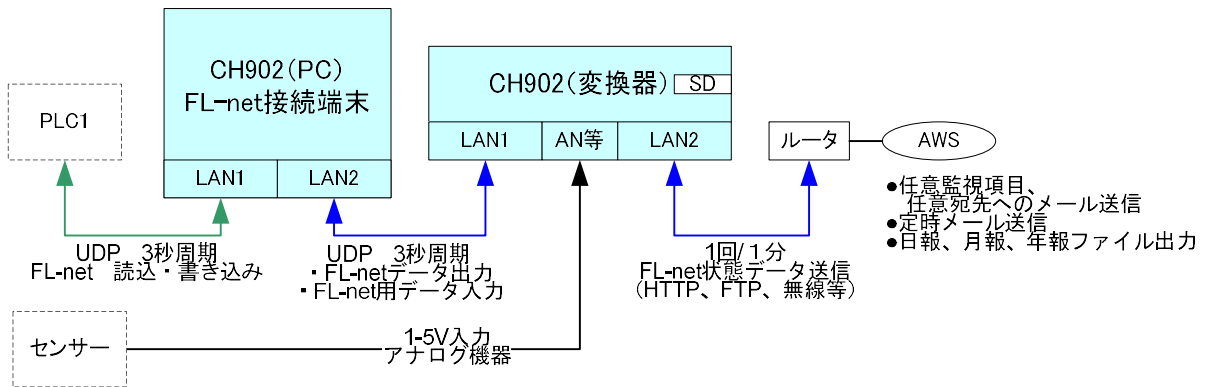 CH902(PC)
FL-net接続端末
LAN1
LAN2
PLC1
CH902(変換器)
SD
LAN1
AN等
LAN2
ルータ
AWS
●任意監視項目、
任意宛先へのメール送信
●定時メール送信
●日報、月報、年報ファイル出力
UDP 3秒周期
FL-net 読込・書き込み
UDP 3秒周期
・FL-netデータ出力
・FL-net用データ入力
1回/1分
FL-net状態データ送信
(HTTP、FTP、無線等)
センサー
1-5V入力
アナログ機器